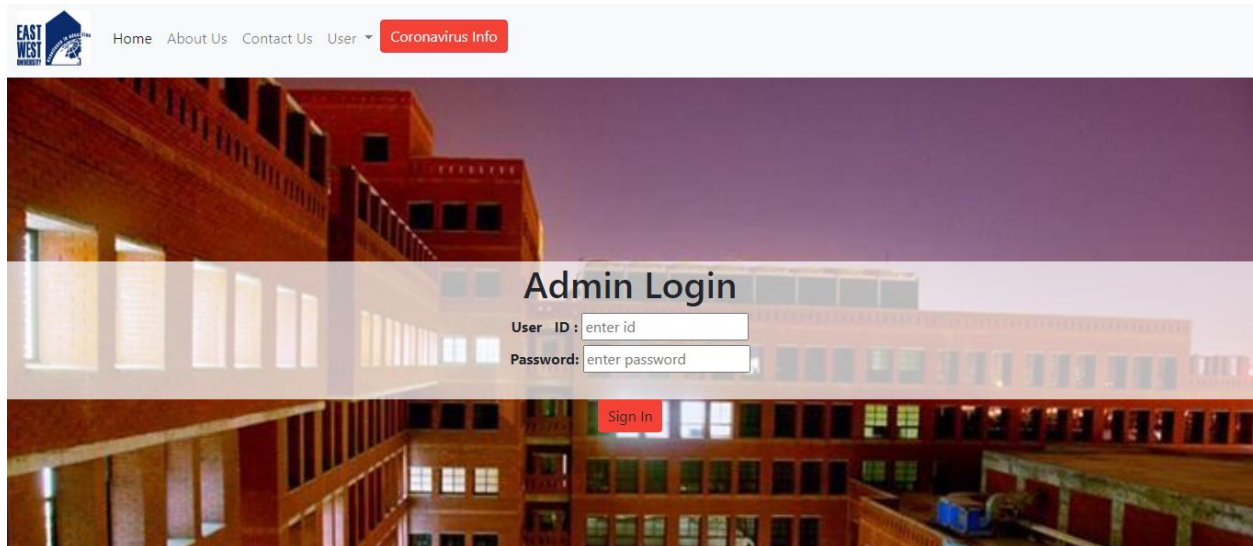 EAST
WEST
UNIVERSITY
Home About Us Contact Us User Coronavirus Info
Admin Login
User ID : enter id
Password: enter password
Sign In